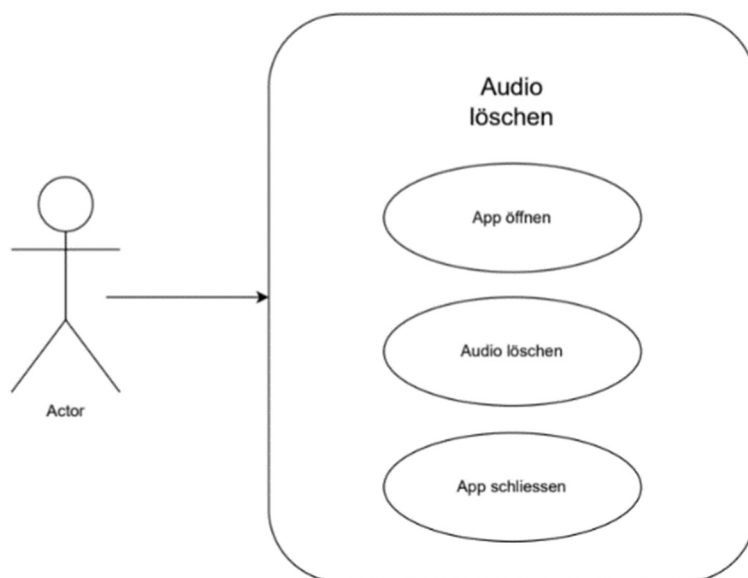 Audio
löschen
App öffnen
Audio löschen
Actor
App schliessen